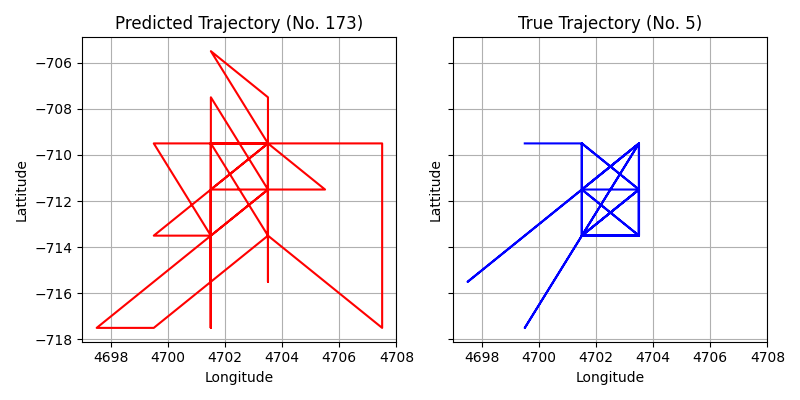 Predicted Trajectory (No. 173)
True Trajectory (No. 5)
Lattitude
−706
−708
−710
−712
−714
−716
−718
4698 4700 4702 4704 4706 4708
Longitude
Lattitude
4698 4700 4702 4704 4706 4708
Longitude